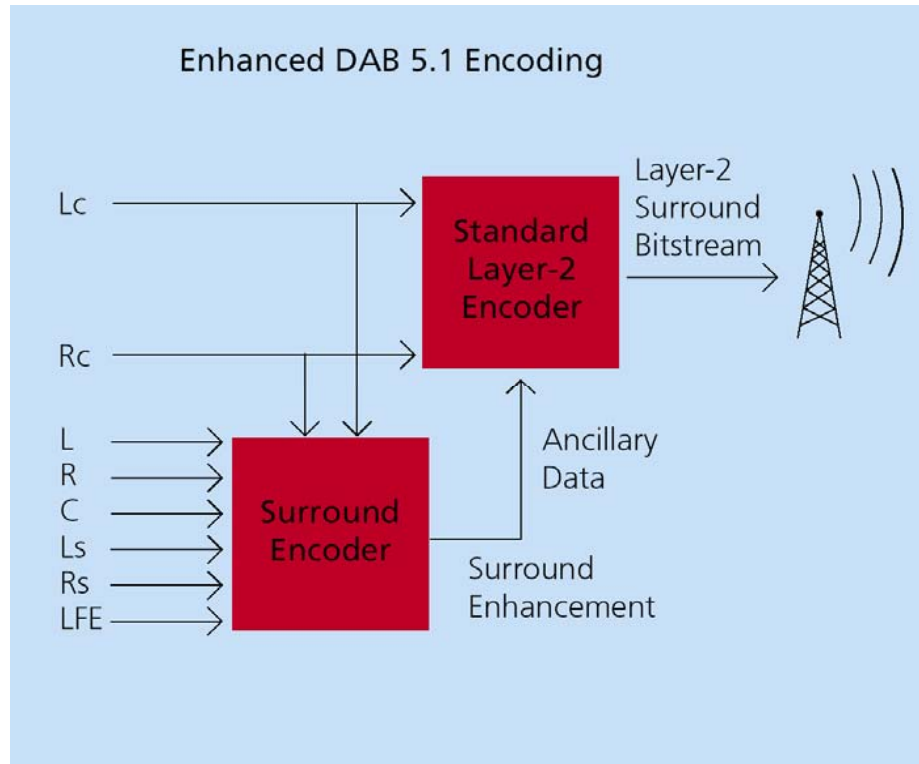 Enhanced DAB 5.1 Encoding
Lc
Standard
Layer-2
Encoder
Layer-2
Surround
Bitstream
Rc
L
R
C
Ls
Rs
LFE
Surround
Encoder
Ancillary
Data
Surround
Enhancement